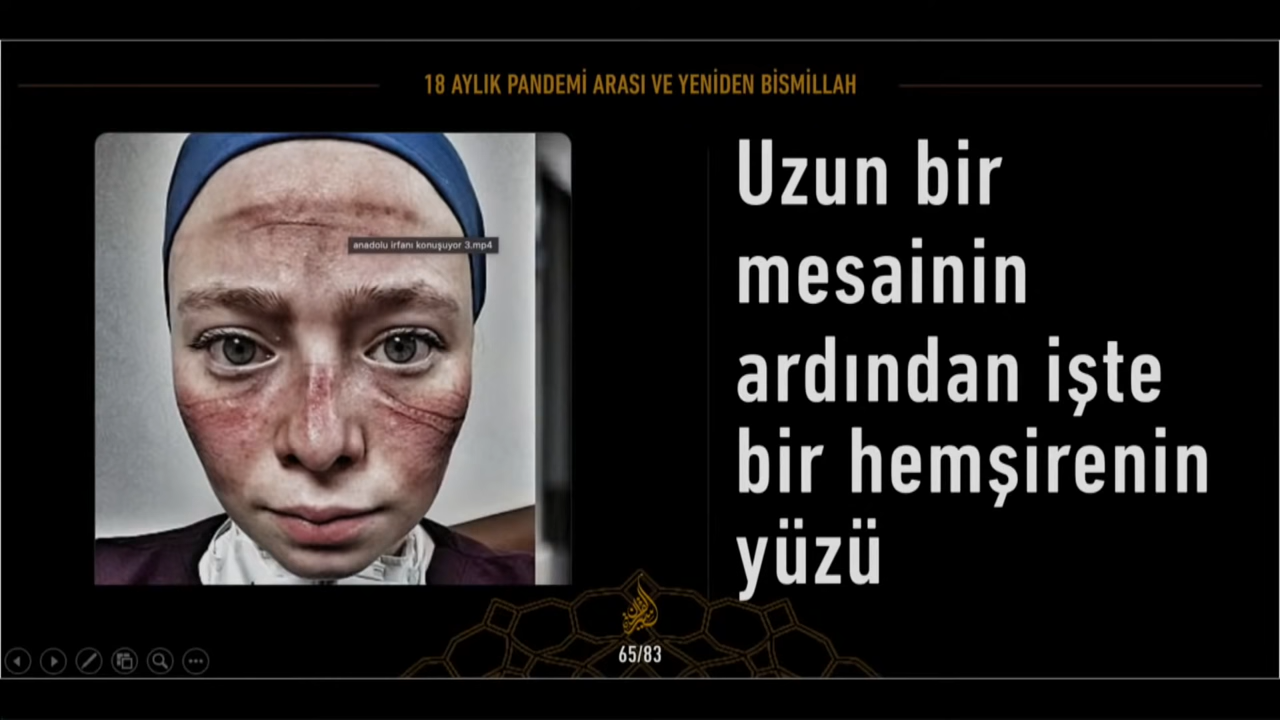 18 AYLIK PANDEMİ ARASI VE YENİDEN BİSMİLLAH
anadolu irfanı konuşuyor 3.mp4
Uzun bir
mesainin
ardından işte
bir hemşirenin
yüzü
65/83